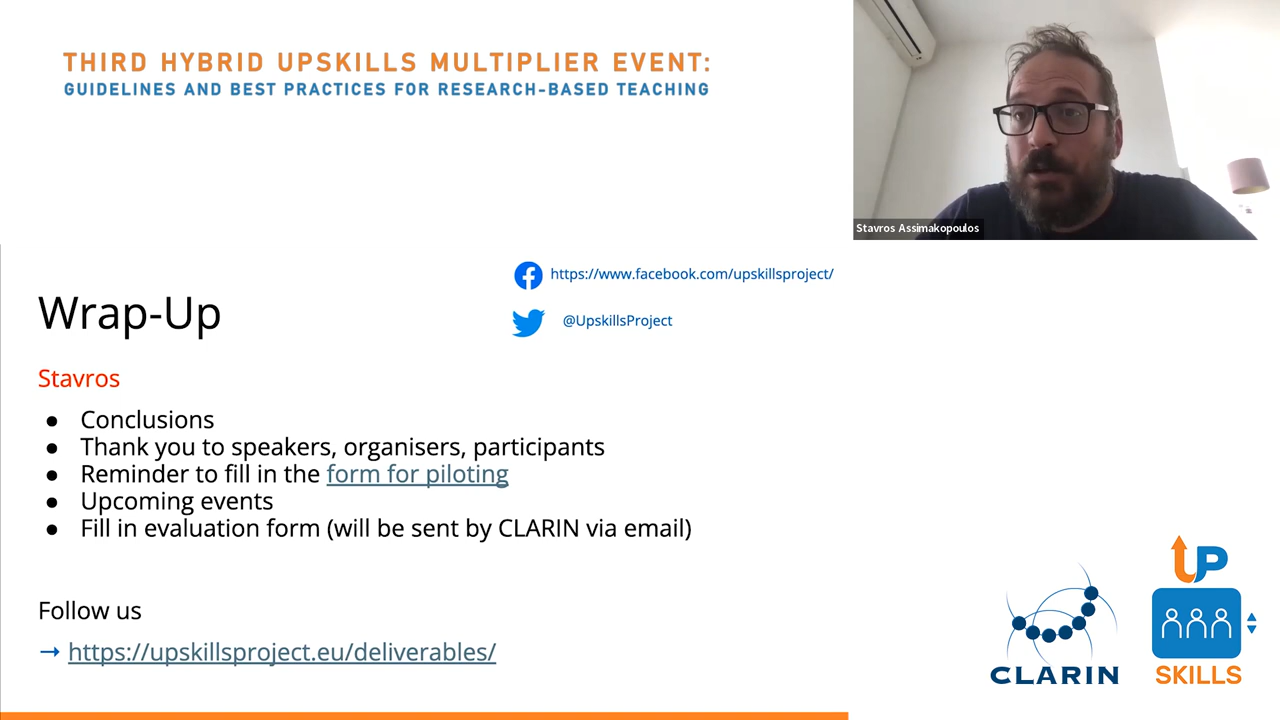 THIRD HYBRID UPSKILLS MULTIPLIER EVENT:
GUIDELINES AND BEST PRACTICES FOR RESEARCH-BASED TEACHING
Stavros Assimakopoulos
https://www.facebook.com/upskillsproject/
@UpskillsProject
Wrap-Up
Stavros
● Conclusions
● Thank you to speakers, organisers, participants
● Reminder to fill in the form for piloting
● Upcoming events
● Fill in evaluation form (will be sent by CLARIN via email)
Follow us
→ https://upskillsproject.eu/deliverables/
CLARIN
UP
SKILLS